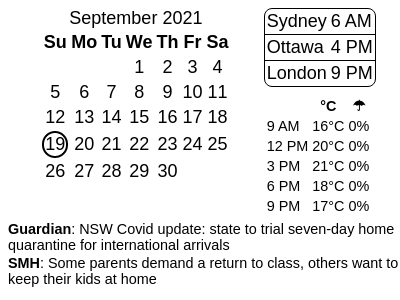 September 2021
Su Mo Tu We Th Fr Sa
1 2 3 4
5 6 7 8 9 10 11
12 13 14 15 16 17 18
19 20 21 22 23 24 25
26 27 28 29 30
Sydney 6 AM
Ottawa 4 PM
London 9 PM
°C ☂
9 AM 16°C 0%
12 PM 20°C 0%
3 PM 21°C 0%
6 PM 18°C 0%
9 PM 17°C 0%
Guardian: NSW Covid update: state to trial seven-day home
quarantine for international arrivals
SMH: Some parents demand a return to class, others want to
keep their kids at home